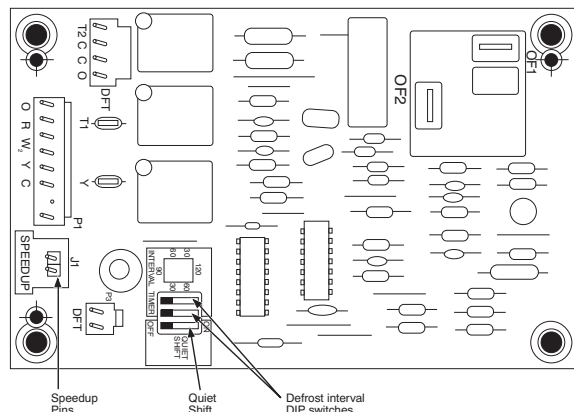 T2 C C O
DFT
T1
Y
O R W2 Y C
P1
SPEEDUP
J1
DFT
P3
INTERVAL TIMER
60 30
120
90
30 60
OFF
ON
QUIET
SHIFT
OF1
OF2
Speedup
Pins
Quiet
Shift
Defrost interval
DIP switches